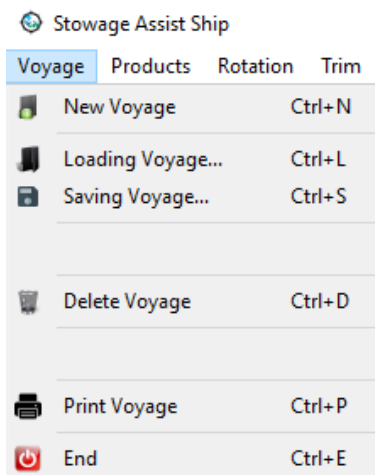 Stowage Assist Ship
Voyage Products Rotation Trim
New Voyage Ctrl+N
Loading Voyage... Ctrl+L
Saving Voyage... Ctrl+S
Delete Voyage Ctrl+D
Print Voyage Ctrl+P
End Ctrl+E